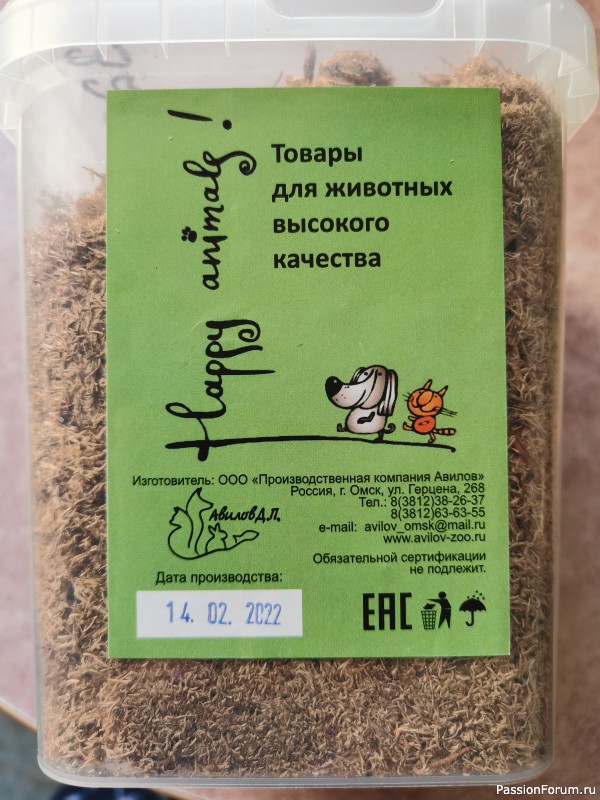 Happy animals!
Товары
для животных
высокого
качества
Изготовитель: ООО «Производственная компания Авилов»
Россия, г. Омск, ул. Герцена, 268
Тел.: 8(3812)38-26-37
8(3812)63-63-55
e-mail: avilov_omsk@mail.ru
www.avilov-zoo.ru
Авилов Д.П.
Обязательной сертификации
не подлежит.
Дата производства:
14. 02. 2022
EAC
PassionForum.ru